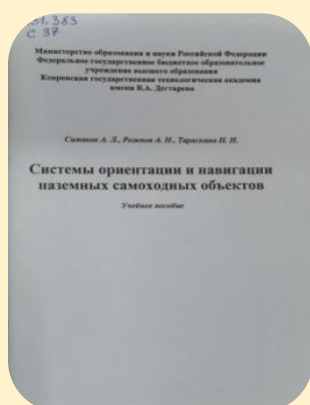 С 37
Министерство образования и науки Российской Федерации
Федеральное государственное бюджетное образовательное
учреждение высшего образования
Ковровская государственная технологическая академия
имени В.А. Дегтярева
Симаков А. Л., Розихин А. Н., Тарасенко П. П.
Системы ориентации и навигации
наземных самоходных объектов
Учебное пособие